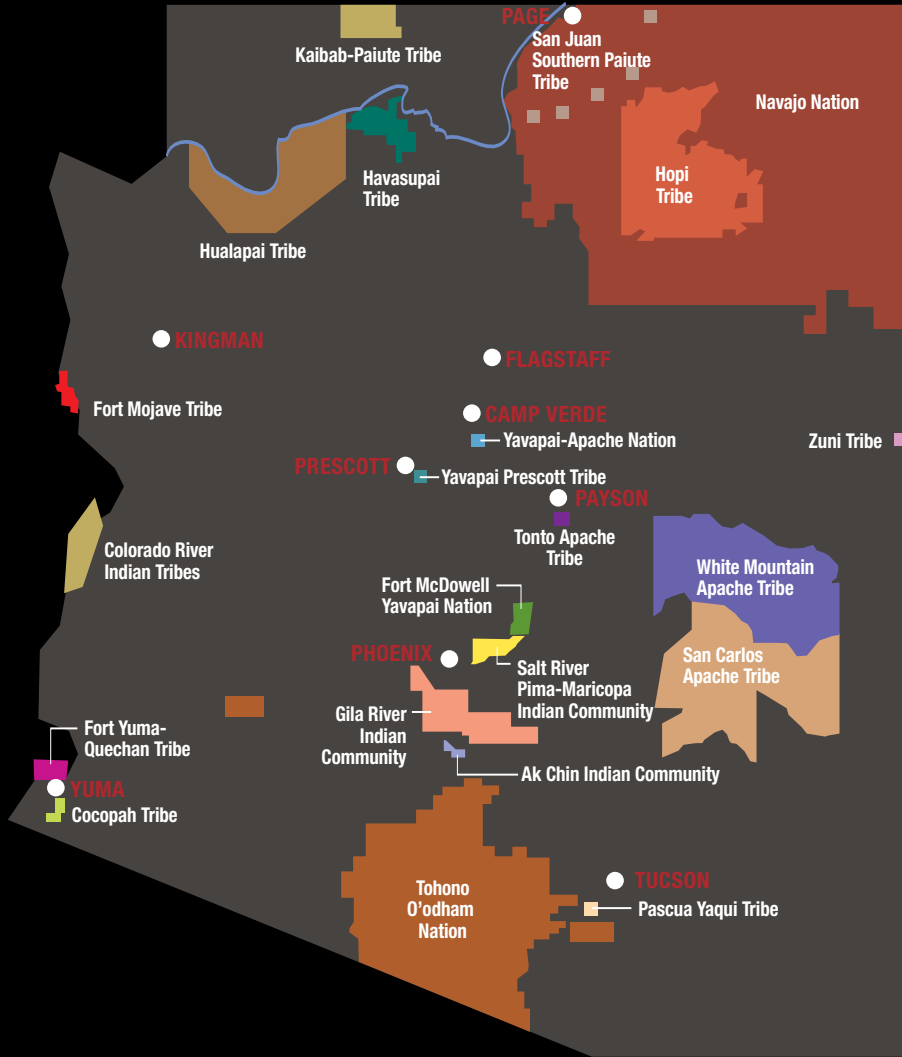 PAGE
San Juan
Southern Paiute
Tribe
Kaibab-Paiute Tribe
Navajo Nation
Havasupai
Tribe
Hopi
Tribe
Hualapai Tribe
KINGMAN
FLAGSTAFF
Fort Mojave Tribe
CAMP VERDE
Yavapai-Apache Nation
Zuni Tribe
PRESCOTT
Yavapai Prescott Tribe
PAYSON
Tonto Apache
Tribe
Colorado River
Indian Tribes
White Mountain
Apache Tribe
Fort McDowell
Yavapai Nation
PHOENIX
San Carlos
Apache Tribe
Salt River
Pima-Maricopa
Indian Community
Gila River
Indian
Community
Fort Yuma-
Quechan Tribe
Ak Chin Indian Community
YUMA
Cocopah Tribe
TUCSON
Tohono
O'odham
Nation
Pascua Yaqui Tribe